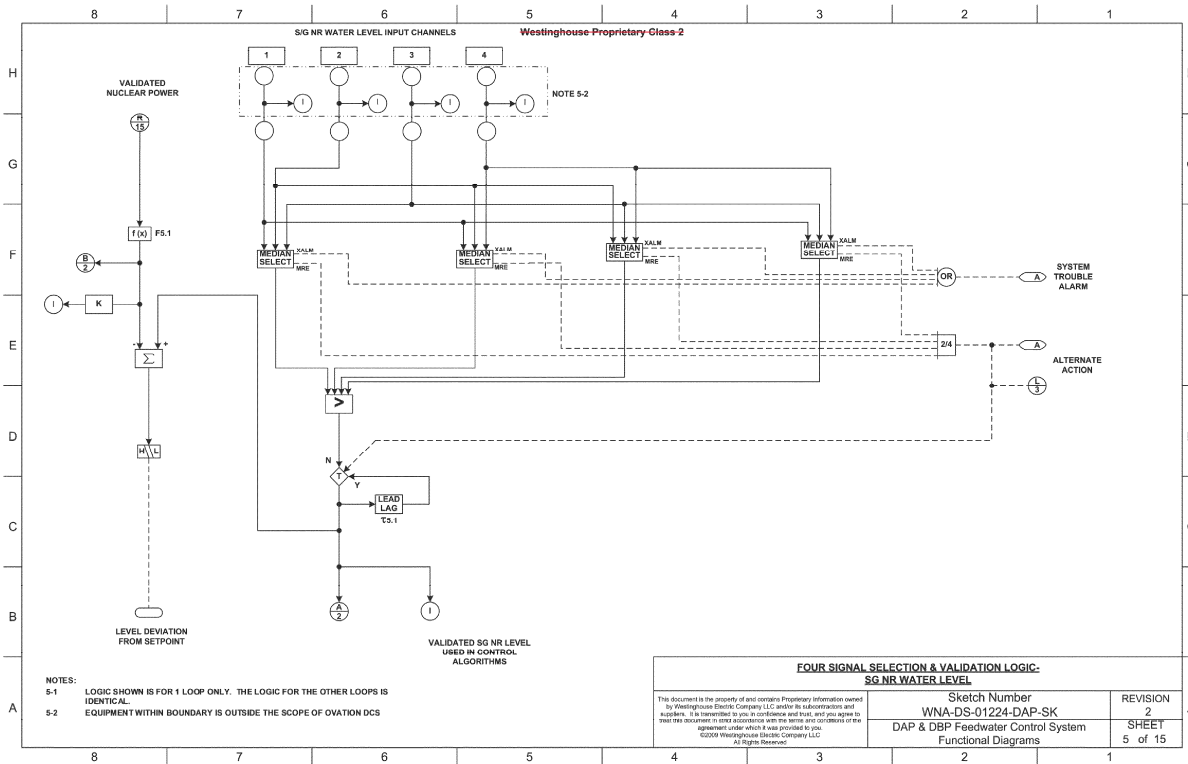 8 7 6 5 4 3 2 1
S/G NR WATER LEVEL INPUT CHANNELS
Westinghouse Proprietary Class 2
1 2 3 4
H
VALIDATED
NUCLEAR POWER
I I I I
NOTE 5-2
R
15
G
f (x) F5.1
F
MEDIAN
SELECT
XALM
MRE
MEDIAN
SELECT
XALM
MRE
MEDIAN
SELECT
XALM
MRE
MEDIAN
SELECT
XALM
MRE
B
2
OR
A
SYSTEM
TROUBLE
ALARM
I K
E
- +
Σ
2/4
A
ALTERNATE
ACTION
L
3
>
D
H L
N
T
Y
LEAD
LAG
τ5.1
C
B
A
2
I
LEVEL DEVIATION
FROM SETPOINT
VALIDATED SG NR LEVEL
USED IN CONTROL
ALGORITHMS
A
NOTES:
5-1 LOGIC SHOWN IS FOR 1 LOOP ONLY. THE LOGIC FOR THE OTHER LOOPS IS
IDENTICAL.
5-2 EQUIPMENT WITHIN BOUNDARY IS OUTSIDE THE SCOPE OF OVATION DCS
FOUR SIGNAL SELECTION & VALIDATION LOGIC-
SG NR WATER LEVEL
This document is the property of and contains Proprietary Information owned
by Westinghouse Electric Company LLC and/or its subcontractors and
suppliers. It is transmitted to you in confidence and trust, and you agree to
treat this document in strict accordance with the terms and conditions of the
agreement under which it was provided to you.
©2009 Westinghouse Electric Company LLC
All Rights Reserved
Sketch Number
WNA-DS-01224-DAP-SK
REVISION
2
DAP & DBP Feedwater Control System
Functional Diagrams
SHEET
5 of 15
8 7 6 5 4 3 2 1